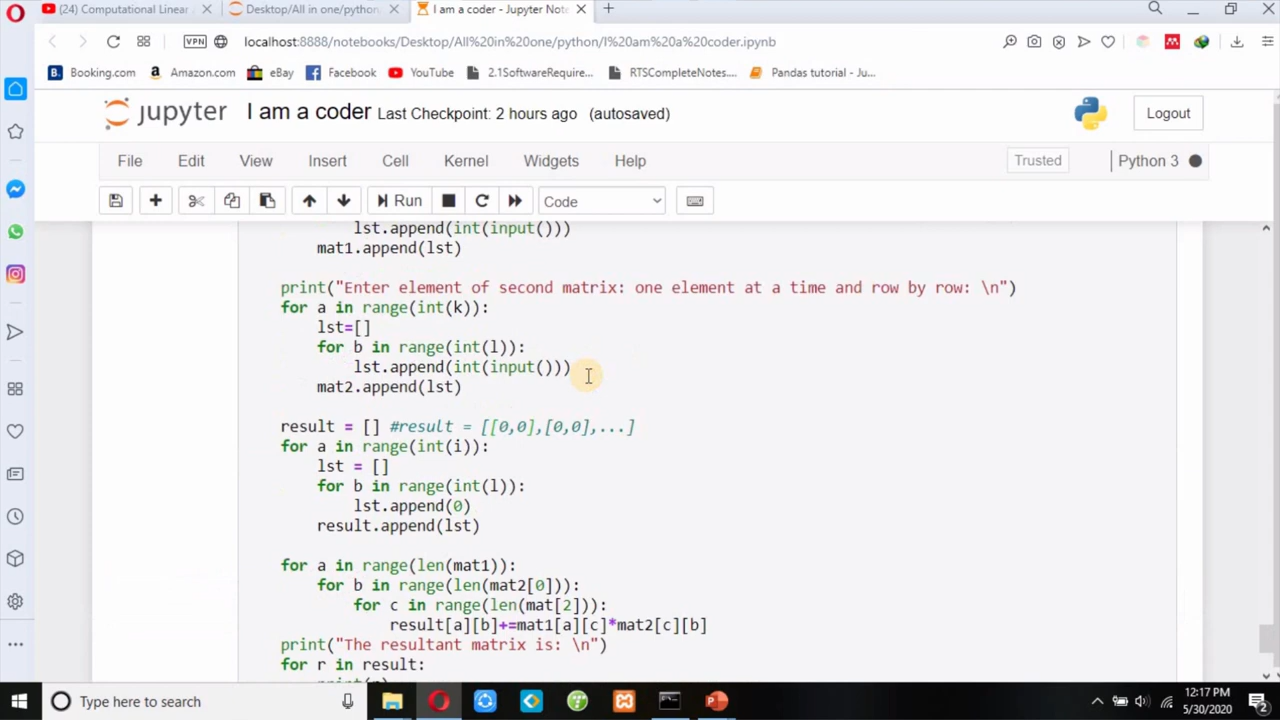 (24) Computational Linear
Desktop/All in one/python
I am a coder - Jupyter Note
VPN
localhost:8888/notebooks/Desktop/All%20in%20one/python/I%20am%20a%20coder.ipynb
Booking.com
Amazon.com
eBay
Facebook
YouTube
2.1SoftwareRequire...
RTSCompleteNotes....
Pandas tutorial - Ju...
jupyter I am a coder Last Checkpoint: 2 hours ago (autosaved)
Logout
File Edit View Insert Cell Kernel Widgets Help
Trusted
Python 3
Run
Code
lst.append(int(input()))
mat1.append(lst)
print("Enter element of second matrix: one element at a time and row by row: \n")
for a in range(int(k)):
lst=[]
for b in range(int(l)):
lst.append(int(input()))
mat2.append(lst)
result = [] #result = [[0,0],[0,0],...]
for a in range(int(i)):
lst = []
for b in range(int(l)):
lst.append(0)
result.append(lst)
for a in range(len(mat1)):
for b in range(len(mat2[0])):
for c in range(len(mat[2])):
result[a][b]+=mat1[a][c]*mat2[c][b]
print("The resultant matrix is: \n")
for r in result:
Type here to search
12:17 PM
5/30/2020
2